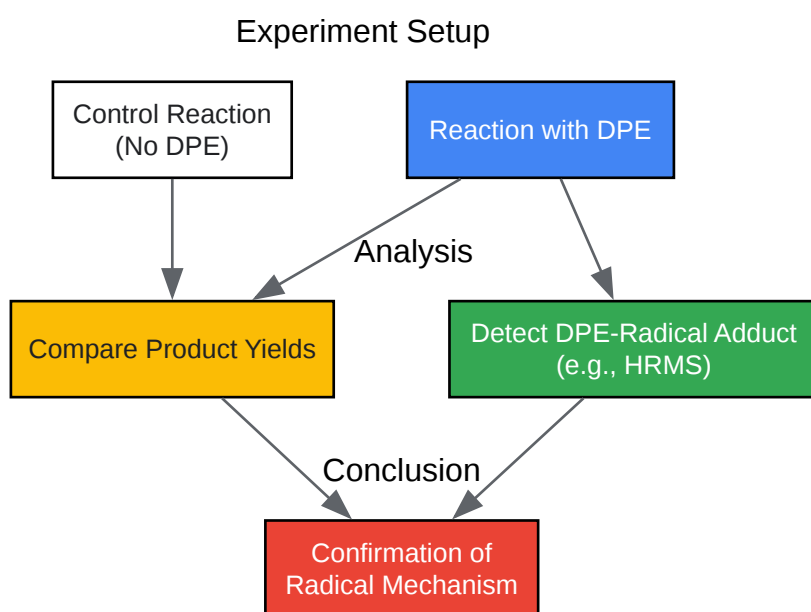 Experiment Setup
Control Reaction
(No DPE)
Reaction with DPE
Analysis
Compare Product Yields
Detect DPE-Radical Adduct
(e.g., HRMS)
Conclusion
Confirmation of
Radical Mechanism